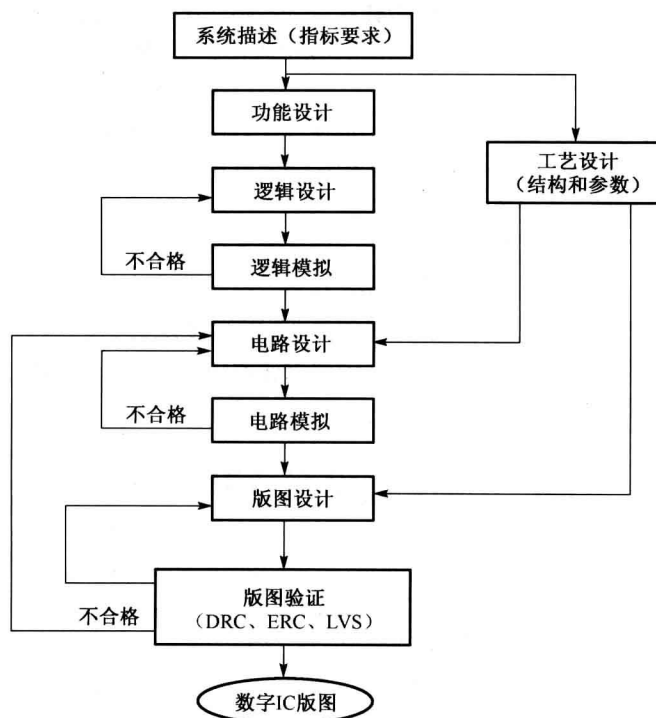 系统描述（指标要求）
功能设计
工艺设计
（结构和参数）
逻辑设计
不合格
逻辑模拟
电路设计
不合格
电路模拟
版图设计
版图验证
不合格
（DRC、ERC、LVS）
数字IC版图